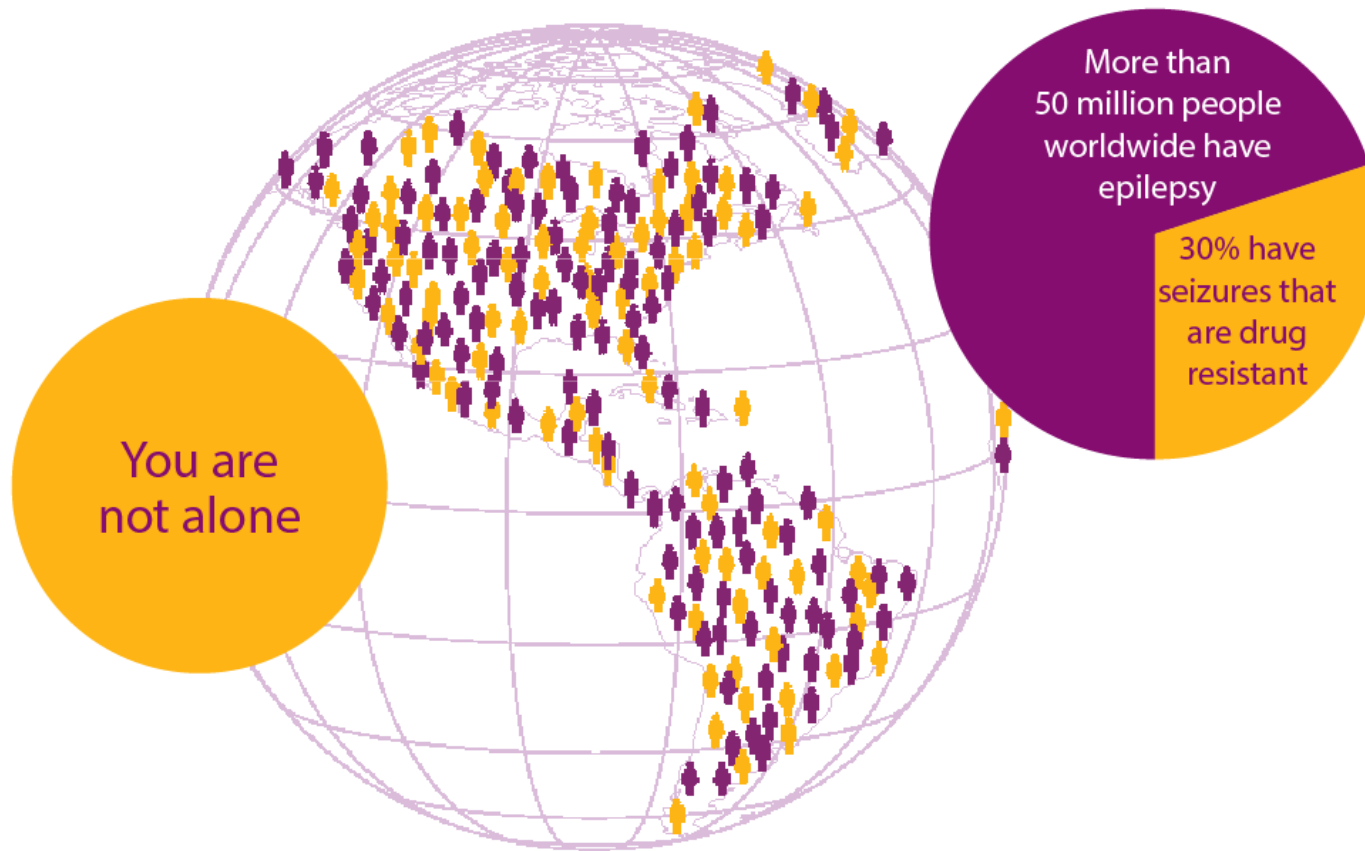 You are
not alone
More than
50 million people
worldwide have
epilepsy
30% have
seizures that
are drug
resistant